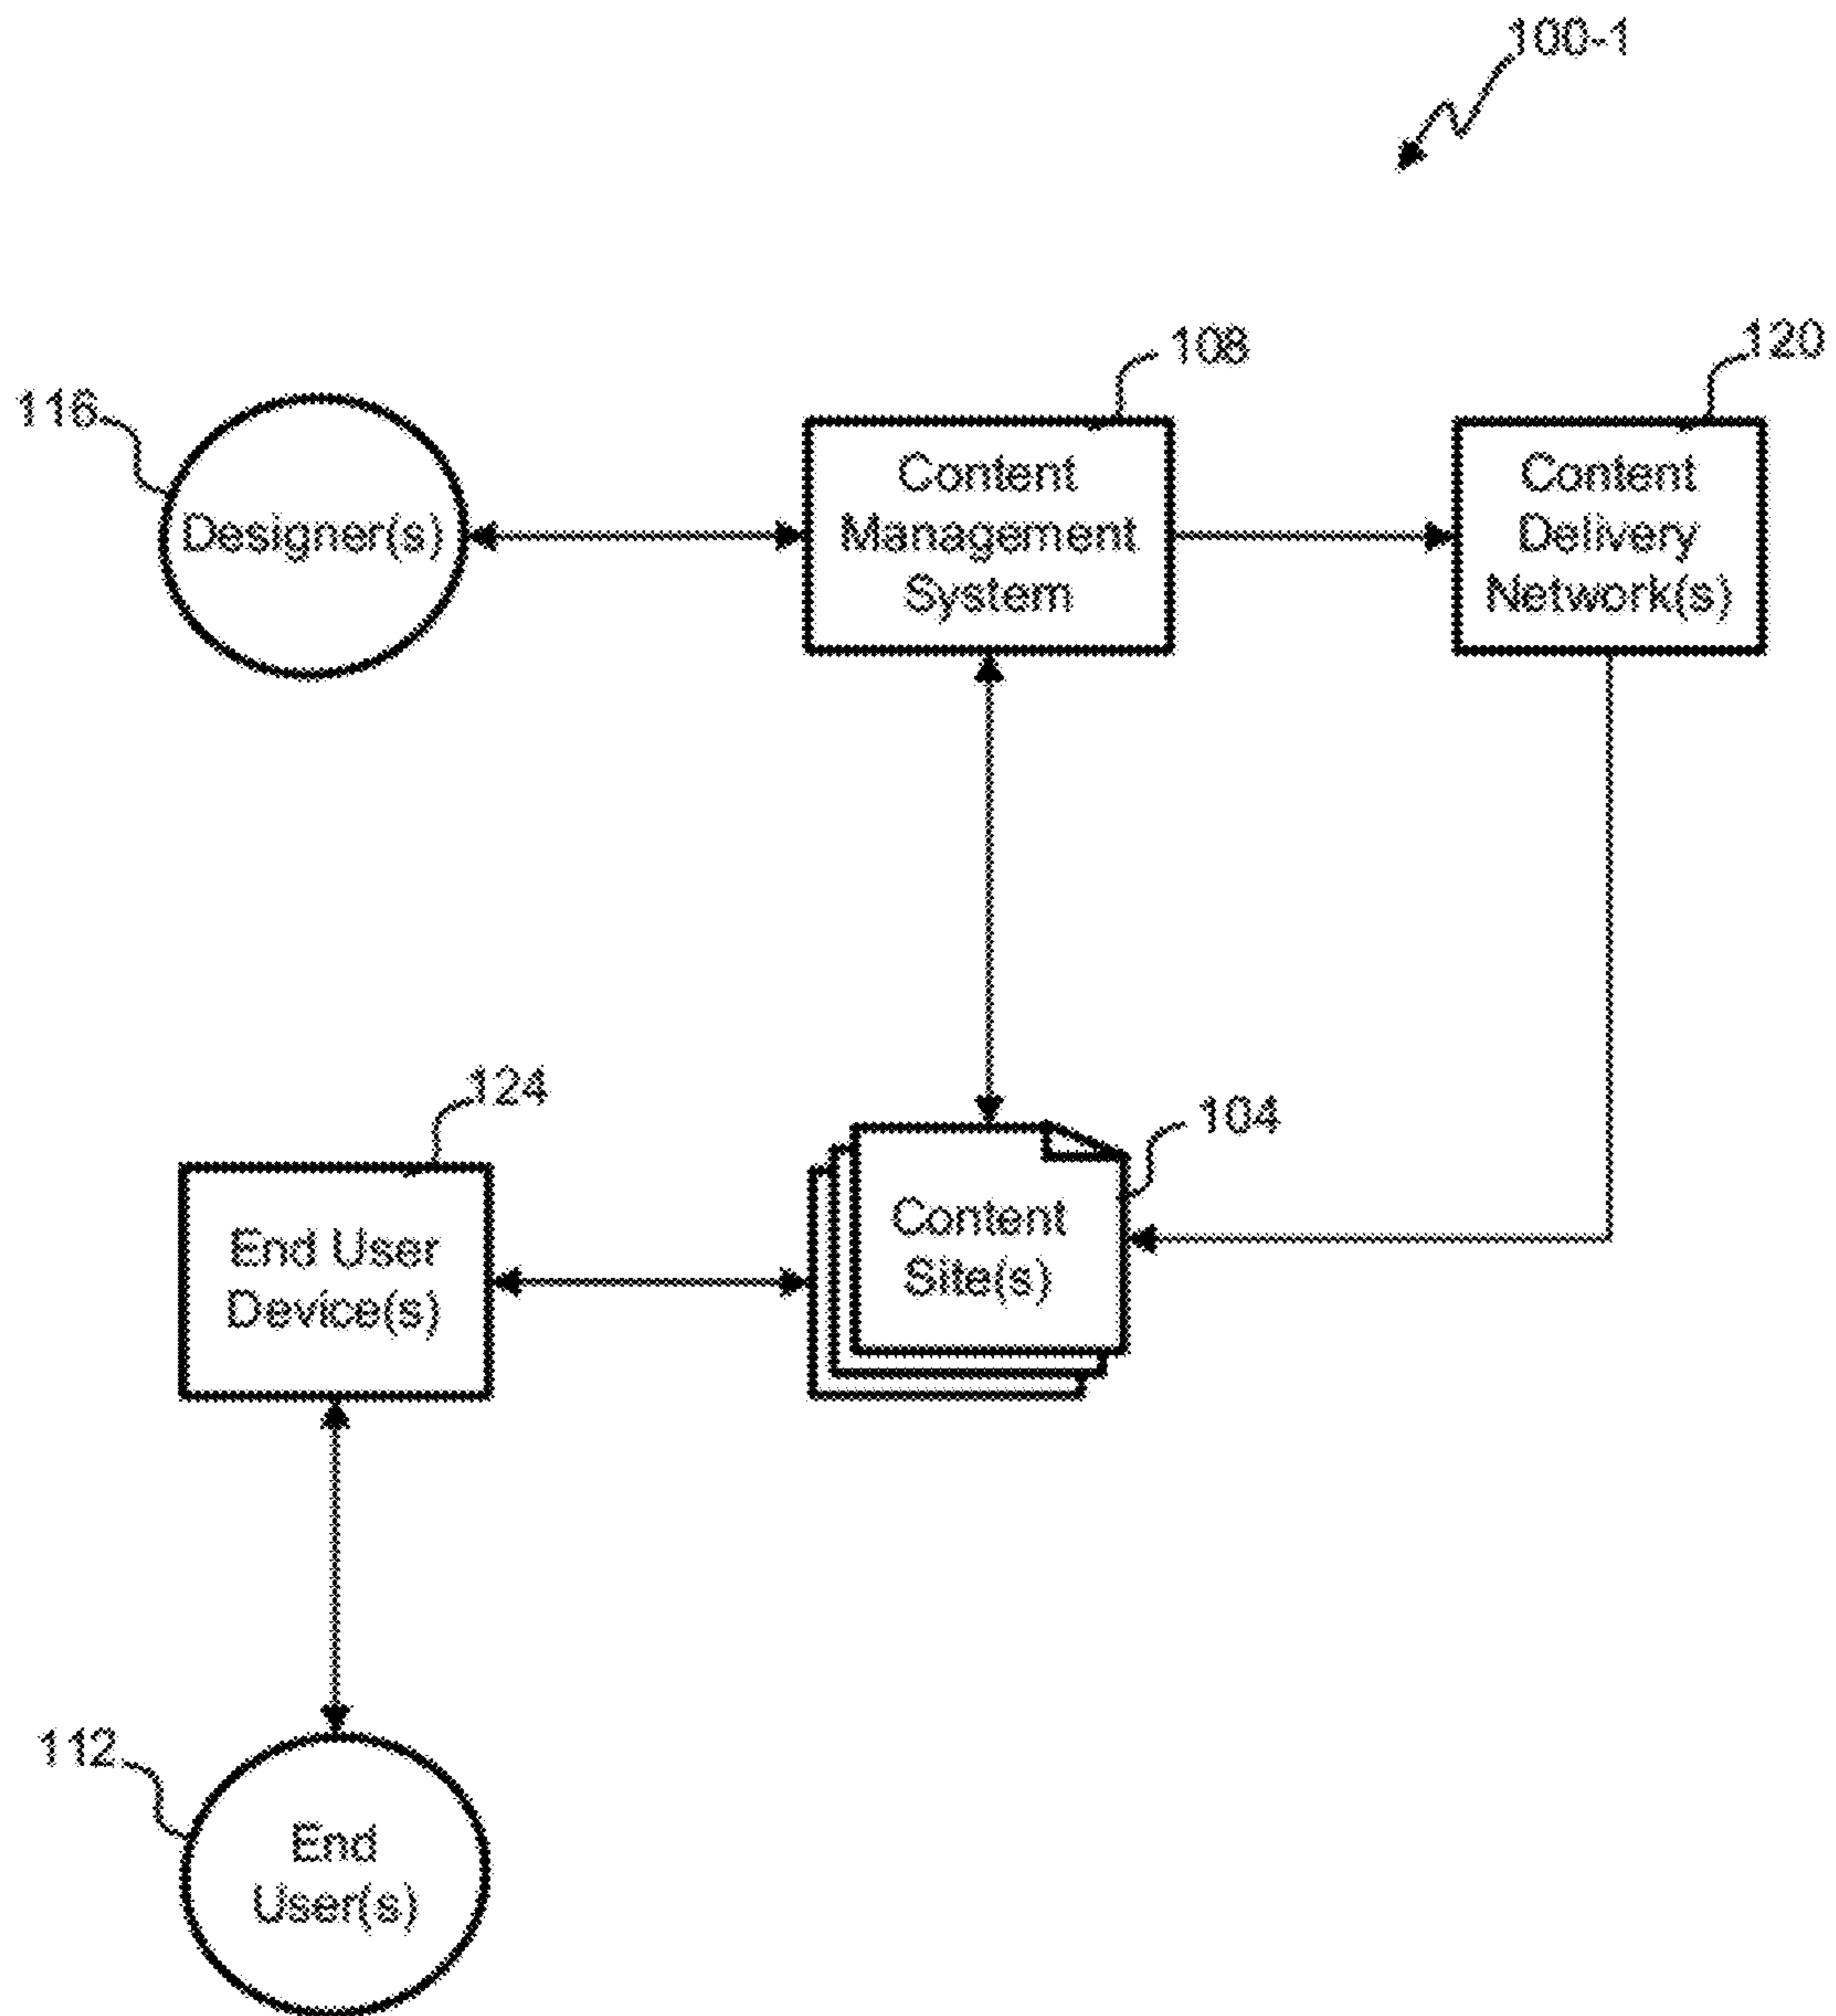 100-1
108
120
116
Designer(s)
Content
Management
System
Content
Delivery
Network(s)
124
104
End User
Device(s)
Content
Site(s)
112
End
User(s)